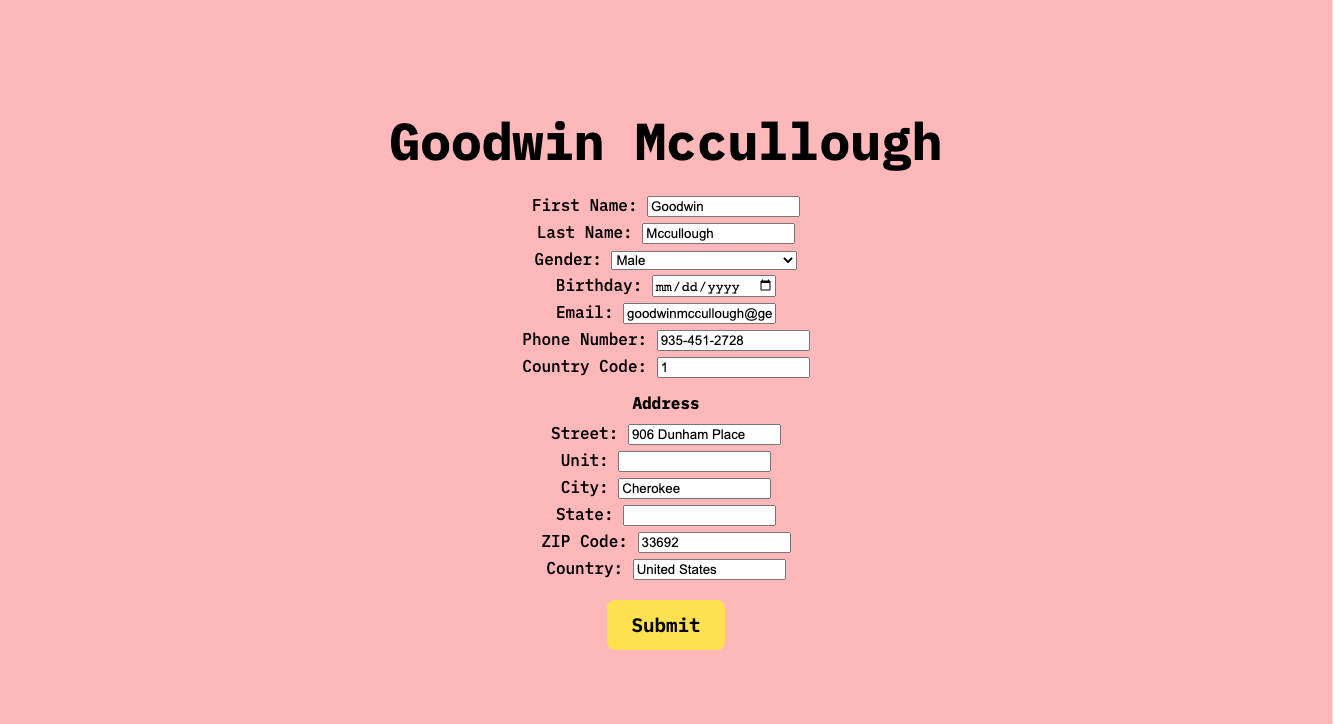 Goodwin Mccullough
First Name: Goodwin
Last Name: Mccullough
Gender: Male
Birthday: mm/dd/yyyy
Email: goodwinmccullough@ge
Phone Number: 935-451-2728
Country Code: 1
Address
Street: 906 Dunham Place
Unit:
City: Cherokee
State:
ZIP Code: 33692
Country: United States
Submit